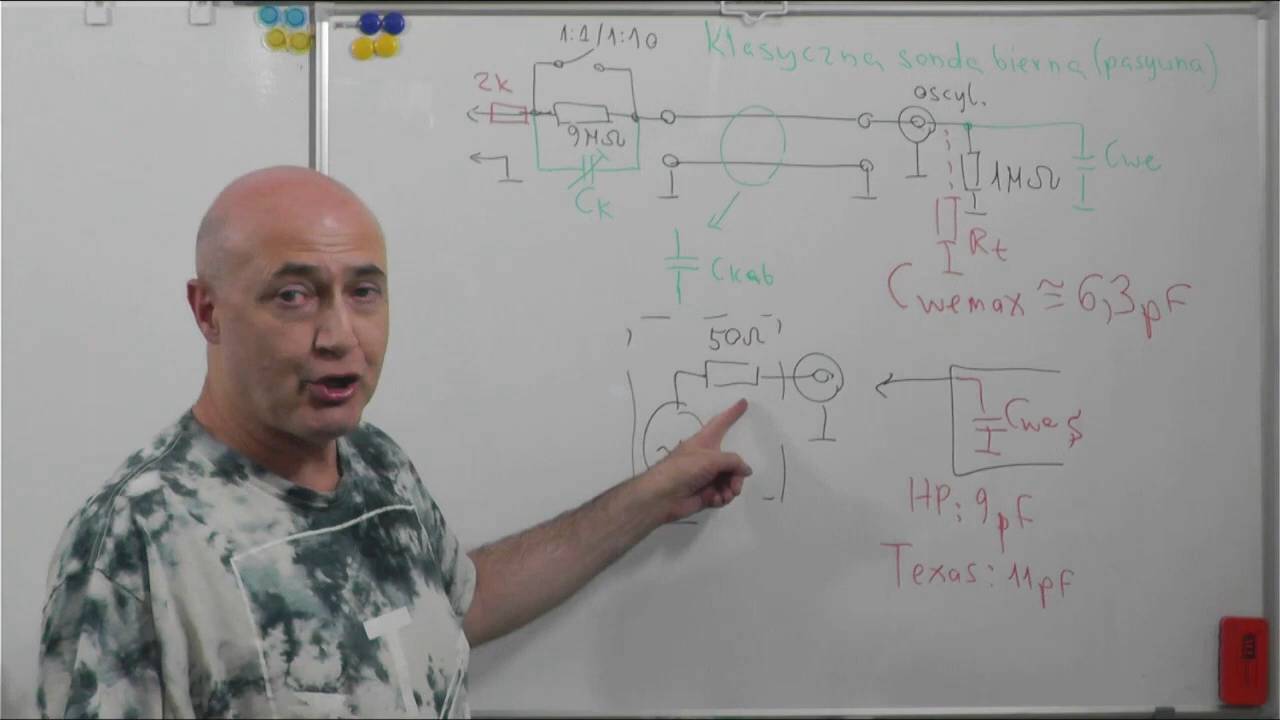 Klasyczna sonda bierna (pasywna)
1:1/1:10
2k
9MΩ
CK
oscyl.
1MΩ
Cwe
Rt
Ckab
Cwemax ≅ 6,3pF
50Ω
HP: 9pF
Texas: 11pF